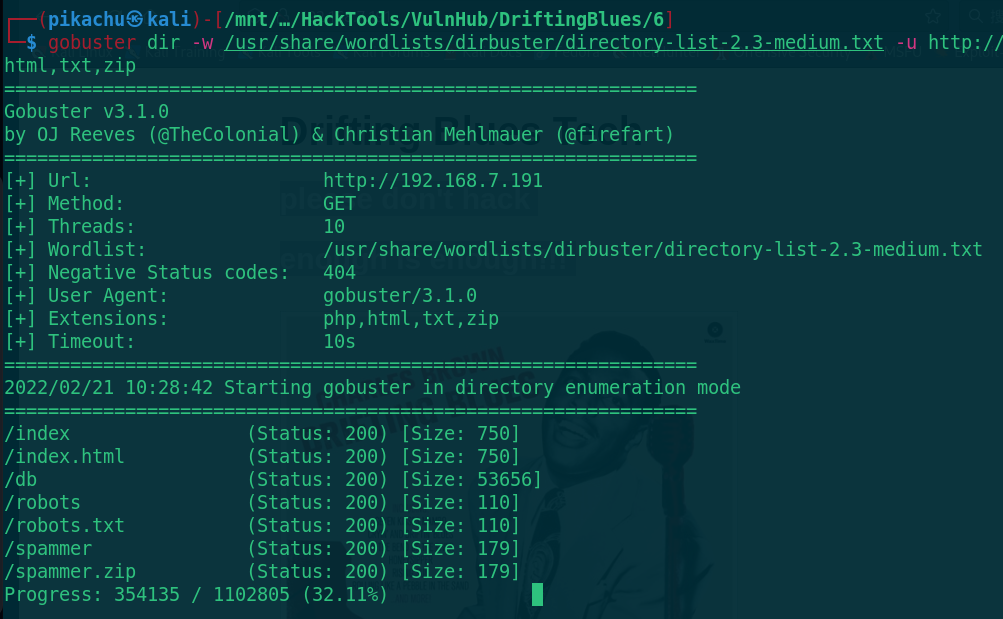 ┌──(pikachu㉿kali)-[/mnt/…/HackTools/VulnHub/DriftingBlues/6]
└─$ gobuster dir -w /usr/share/wordlists/dirbuster/directory-list-2.3-medium.txt -u http://
html,txt,zip
===============================================================
Gobuster v3.1.0
by OJ Reeves (@TheColonial) & Christian Mehlmauer (@firefart)
===============================================================
[+] Url:                     http://192.168.7.191
[+] Method:                  GET
[+] Threads:                 10
[+] Wordlist:                /usr/share/wordlists/dirbuster/directory-list-2.3-medium.txt
[+] Negative Status codes:   404
[+] User Agent:              gobuster/3.1.0
[+] Extensions:              php,html,txt,zip
[+] Timeout:                 10s
===============================================================
2022/02/21 10:28:42 Starting gobuster in directory enumeration mode
===============================================================
/index                (Status: 200) [Size: 750]
/index.html           (Status: 200) [Size: 750]
/db                   (Status: 200) [Size: 53656]
/robots               (Status: 200) [Size: 110]
/robots.txt           (Status: 200) [Size: 110]
/spammer              (Status: 200) [Size: 179]
/spammer.zip          (Status: 200) [Size: 179]
Progress: 354135 / 1102805 (32.11%)
Drifting Blues Tech
please don't hack